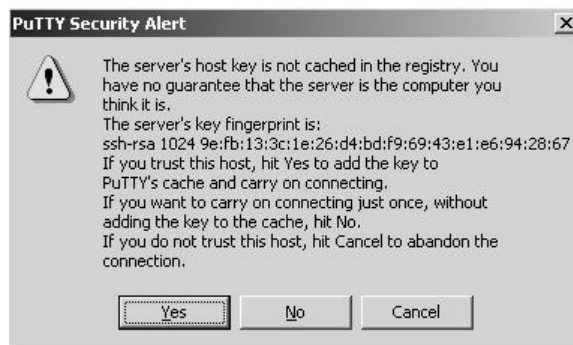 PuTTY Security Alert
The server's host key is not cached in the registry. You
have no guarantee that the server is the computer you
think it is.
The server's key fingerprint is:
ssh-rsa 1024 9e:fb:13:3c:1e:26:d4:bd:f9:69:43:e1:e6:94:28:67
If you trust this host, hit Yes to add the key to
PuTTY's cache and carry on connecting.
If you want to carry on connecting just once, without
adding the key to the cache, hit No.
If you do not trust this host, hit Cancel to abandon the
connection.
Yes No Cancel